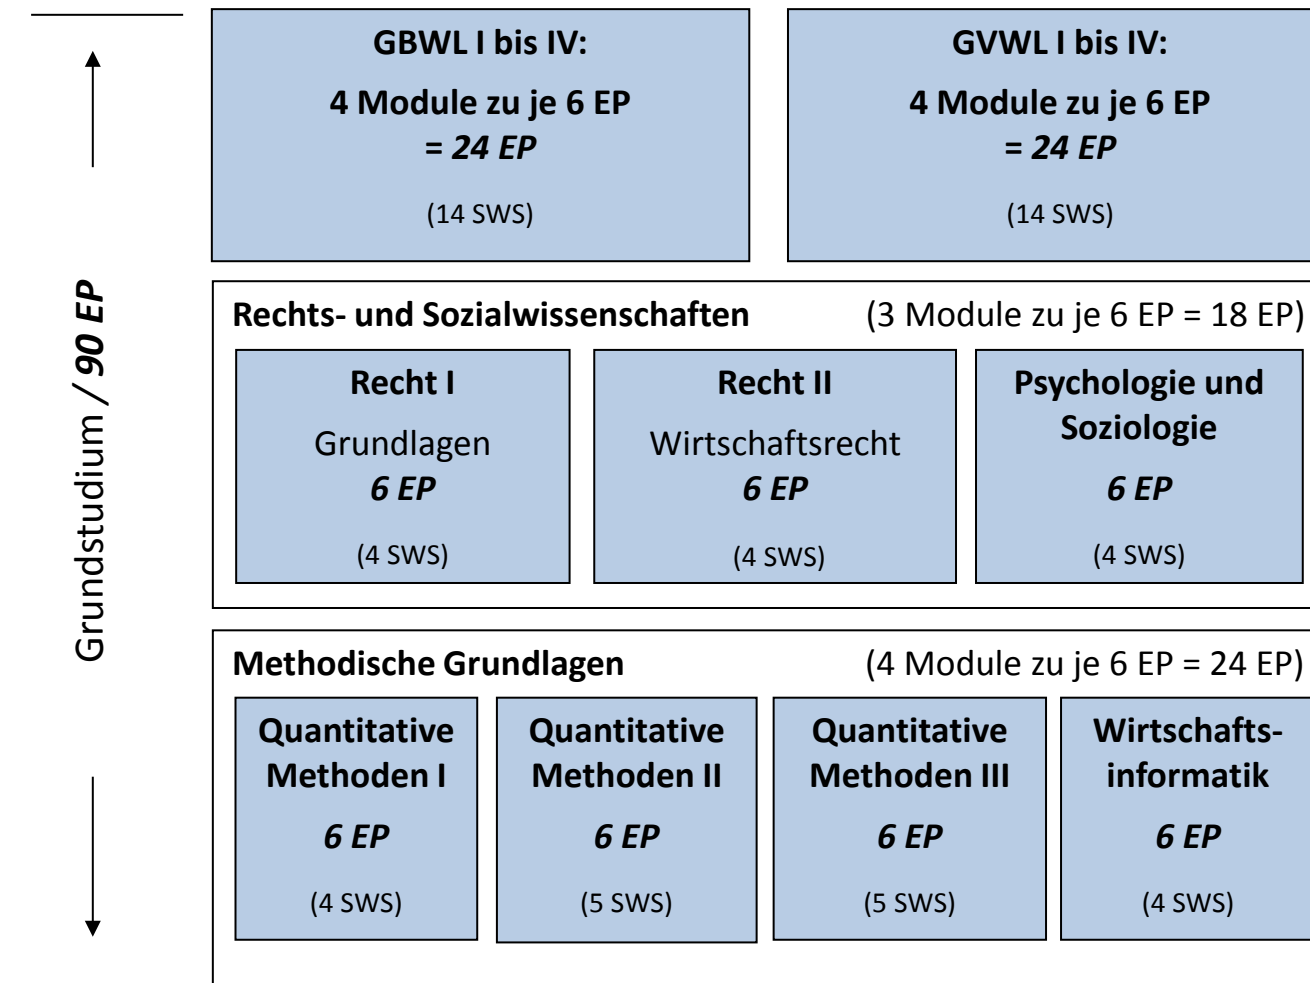 GBWL I bis IV:
4 Module zu je 6 EP
= 24 EP
(14 SWS)
GVWL I bis IV:
4 Module zu je 6 EP
= 24 EP
(14 SWS)
Grundstudium / 90 EP
Rechts- und Sozialwissenschaften (3 Module zu je 6 EP = 18 EP)
Recht I
Grundlagen
6 EP
(4 SWS)
Recht II
Wirtschaftsrecht
6 EP
(4 SWS)
Psychologie und
Soziologie
6 EP
(4 SWS)
Methodische Grundlagen (4 Module zu je 6 EP = 24 EP)
Quantitative
Methoden I
6 EP
(4 SWS)
Quantitative
Methoden II
6 EP
(5 SWS)
Quantitative
Methoden III
6 EP
(5 SWS)
Wirtschafts-
informatik
6 EP
(4 SWS)